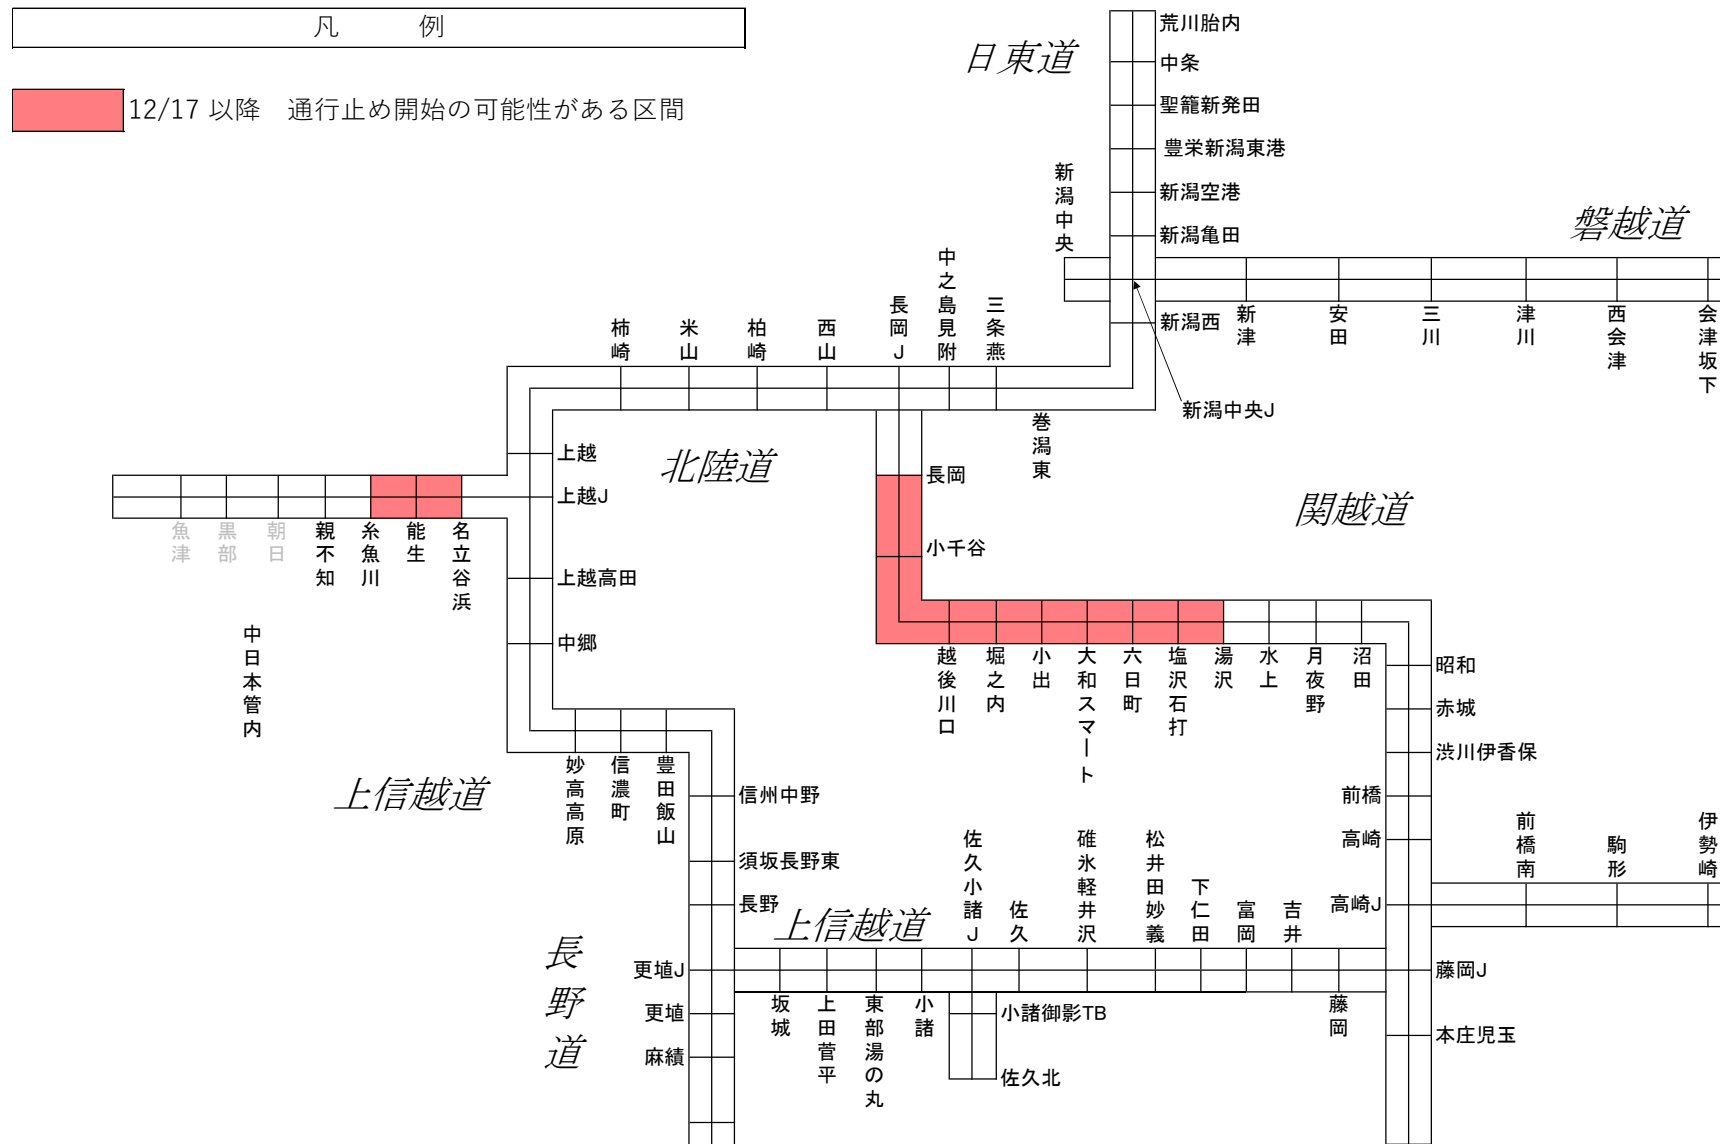 凡　例
12/17 以降　通行止め開始の可能性がある区間
日東道
荒川胎内
中条
聖籠新発田
豊栄新潟東港
新潟空港
新潟亀田
新潟中央
磐越道
新潟西
新津
安田
三川
津川
西会津
会津坂下
新潟中央J
柿崎
米山
柏崎
西山
長岡J
中之島見附
三条燕
巻潟東
北陸道
上越
上越J
上越高田
中郷
魚津
黒部
朝日
親不知
糸魚川
能生
名立谷浜
中日本管内
長岡
小千谷
関越道
越後川口
堀之内
小出
大和スマート
六日町
塩沢石打
湯沢
水上
月夜野
沼田
昭和
赤城
渋川伊香保
前橋
高崎
高崎J
前橋南
駒形
伊勢崎
上信越道
妙高高原
信濃町
豊田飯山
信州中野
須坂長野東
長野
上信越道
佐久小諸J
佐久
碓氷軽井沢
松井田妙義
下仁田
富岡
吉井
長野道
更埴J
更埴
麻績
坂城
上田菅平
東部湯の丸
小諸
小諸御影TB
佐久北
藤岡
藤岡J
本庄児玉